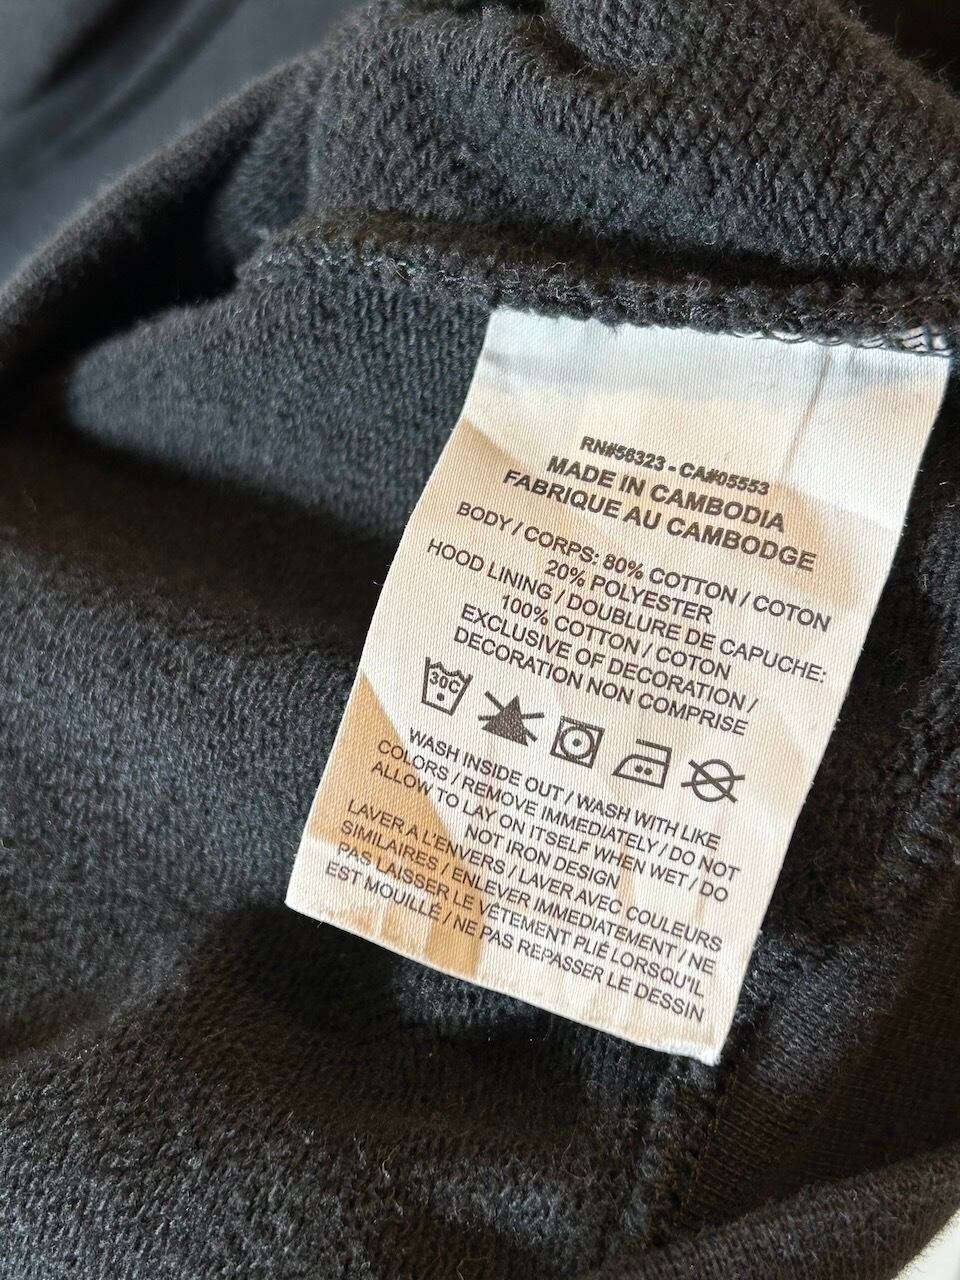 RN#56323 - CA#05553
MADE IN CAMBODIA
FABRIQUE AU CAMBODGE
BODY / CORPS: 80% COTTON / COTON
20% POLYESTER
HOOD LINING / DOUBLURE DE CAPUCHE:
100% COTTON / COTON
EXCLUSIVE OF DECORATION /
DECORATION NON COMPRISE
30C
WASH INSIDE OUT / WASH WITH LIKE
COLORS / REMOVE IMMEDIATELY / DO NOT
ALLOW TO LAY ON ITSELF WHEN WET / DO
NOT IRON DESIGN
LAVER A L'ENVERS / LAVER AVEC COULEURS
SIMILAIRES / ENLEVER IMMEDIATEMENT / NE
PAS LAISSER LE VÊTEMENT PLIÉ LORSQU'IL
EST MOUILLÉ / NE PAS REPASSER LE DESSIN